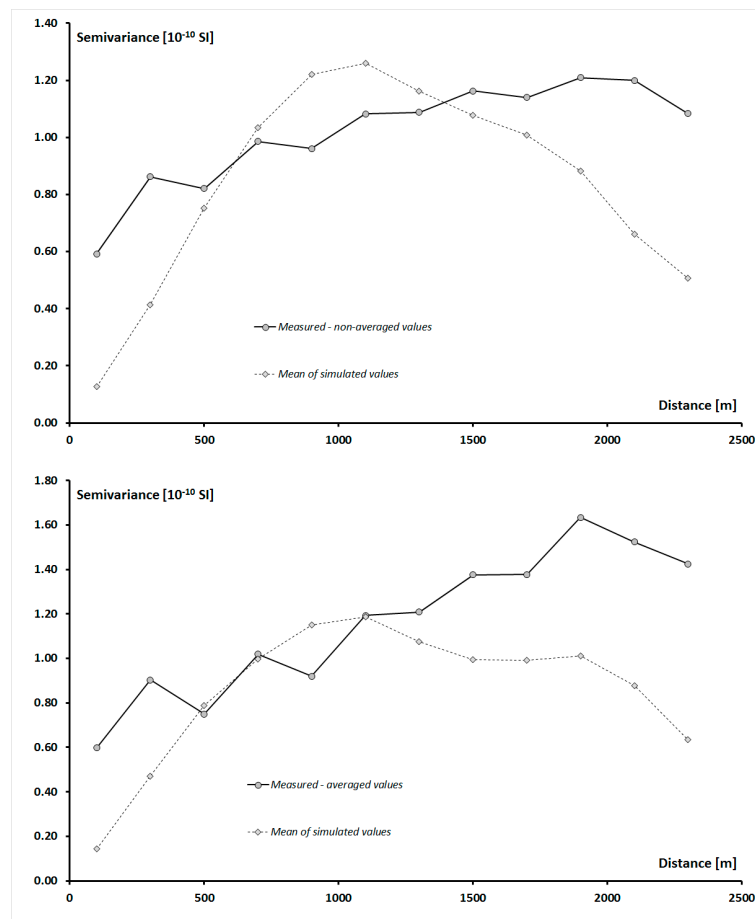 1.40
Semivariance [10⁻¹⁰ SI]
1.20
1.00
0.80
0.60
Measured - non-averaged values
0.40
Mean of simulated values
0.20
Distance [m]
0.00
0 500 1000 1500 2000 2500
1.80
Semivariance [10⁻¹⁰ SI]
1.60
1.40
1.20
1.00
0.80
0.60
Measured - averaged values
0.40
Mean of simulated values
0.20
Distance [m]
0.00
0 500 1000 1500 2000 2500